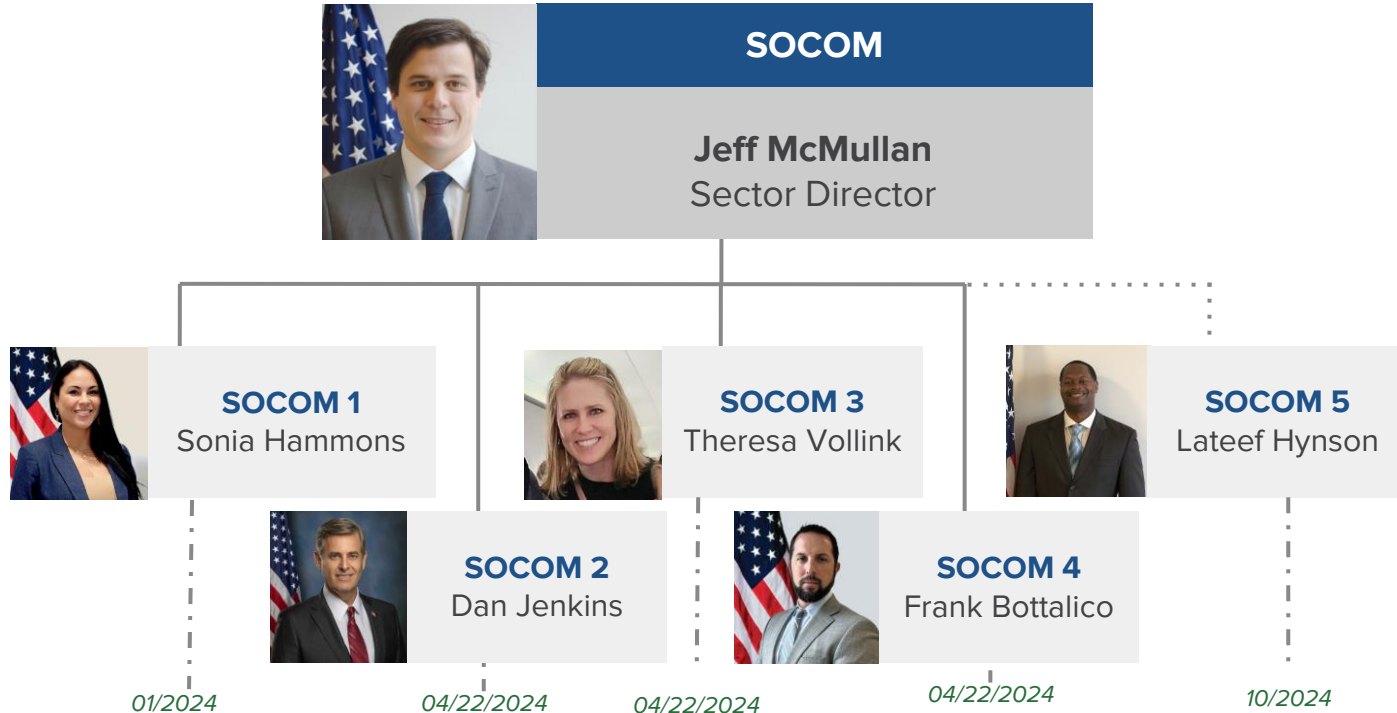 SOCOM
Jeff McMullan
Sector Director
SOCOM 1
Sonia Hammons
SOCOM 3
Theresa Vollink
SOCOM 5
Lateef Hynson
SOCOM 2
Dan Jenkins
SOCOM 4
Frank Bottalico
01/2024
04/22/2024
04/22/2024
04/22/2024
10/2024